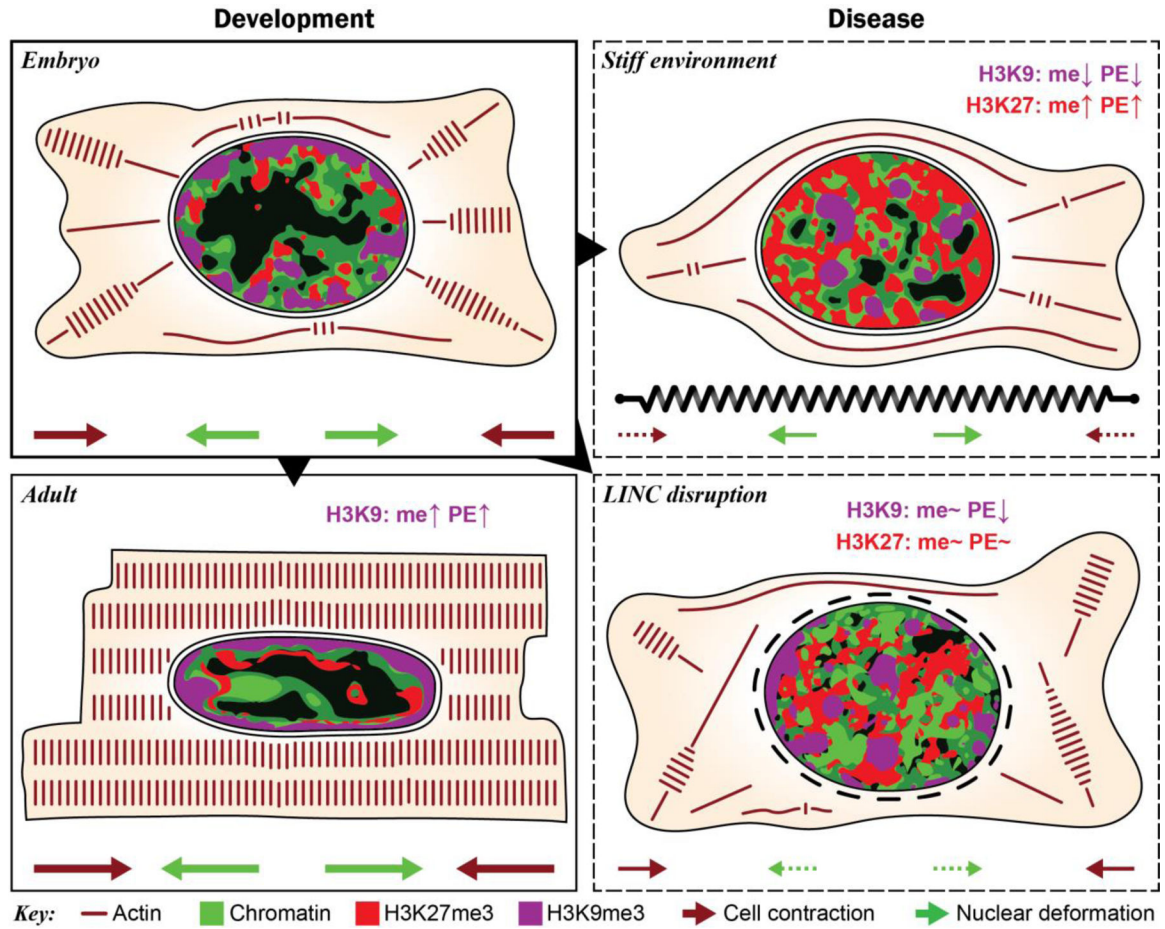 Development
Disease
Embryo
Stiff environment
H3K9: me↓ PE↓
H3K27: me↑ PE↑
Adult
H3K9: me↑ PE↑
LINC disruption
H3K9: me~ PE↓
H3K27: me~ PE~
Key: Actin Chromatin H3K27me3 H3K9me3 Cell contraction Nuclear deformation